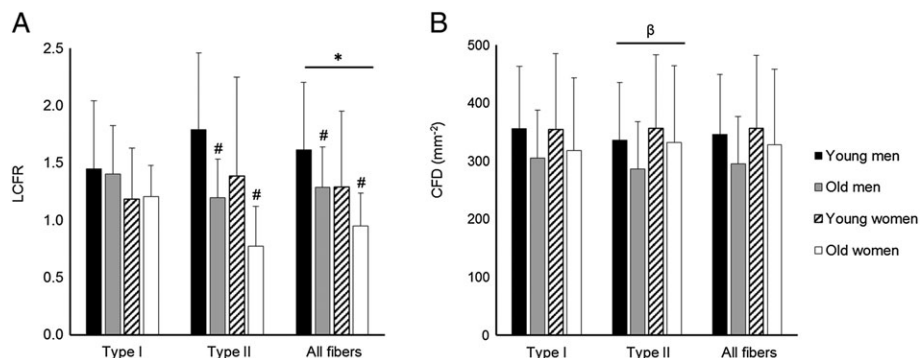 A
LCFR
2.5
2.0
1.5
1.0
0.5
0.0
*
#
#
#
#
Type I
Type II
All fibers
B
CFD (mm⁻²)
500
400
300
200
100
0
β
Type I
Type II
All fibers
Young men
Old men
Young women
Old women